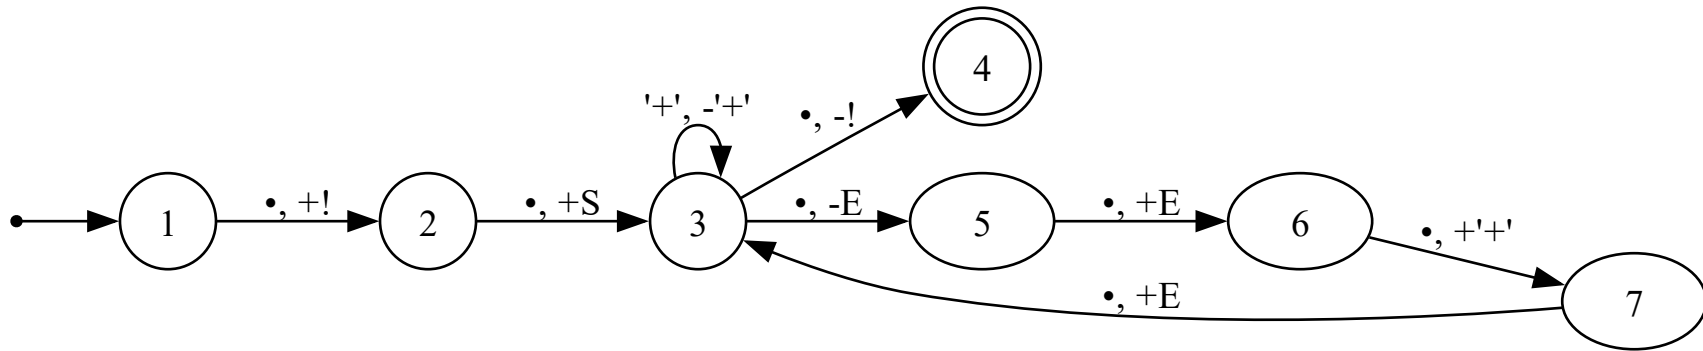 4
'+', -'+'
•, -!
1
•, +!
2
•, +S
3
•, -E
5
•, +E
6
•, +'+'
7
•, +E